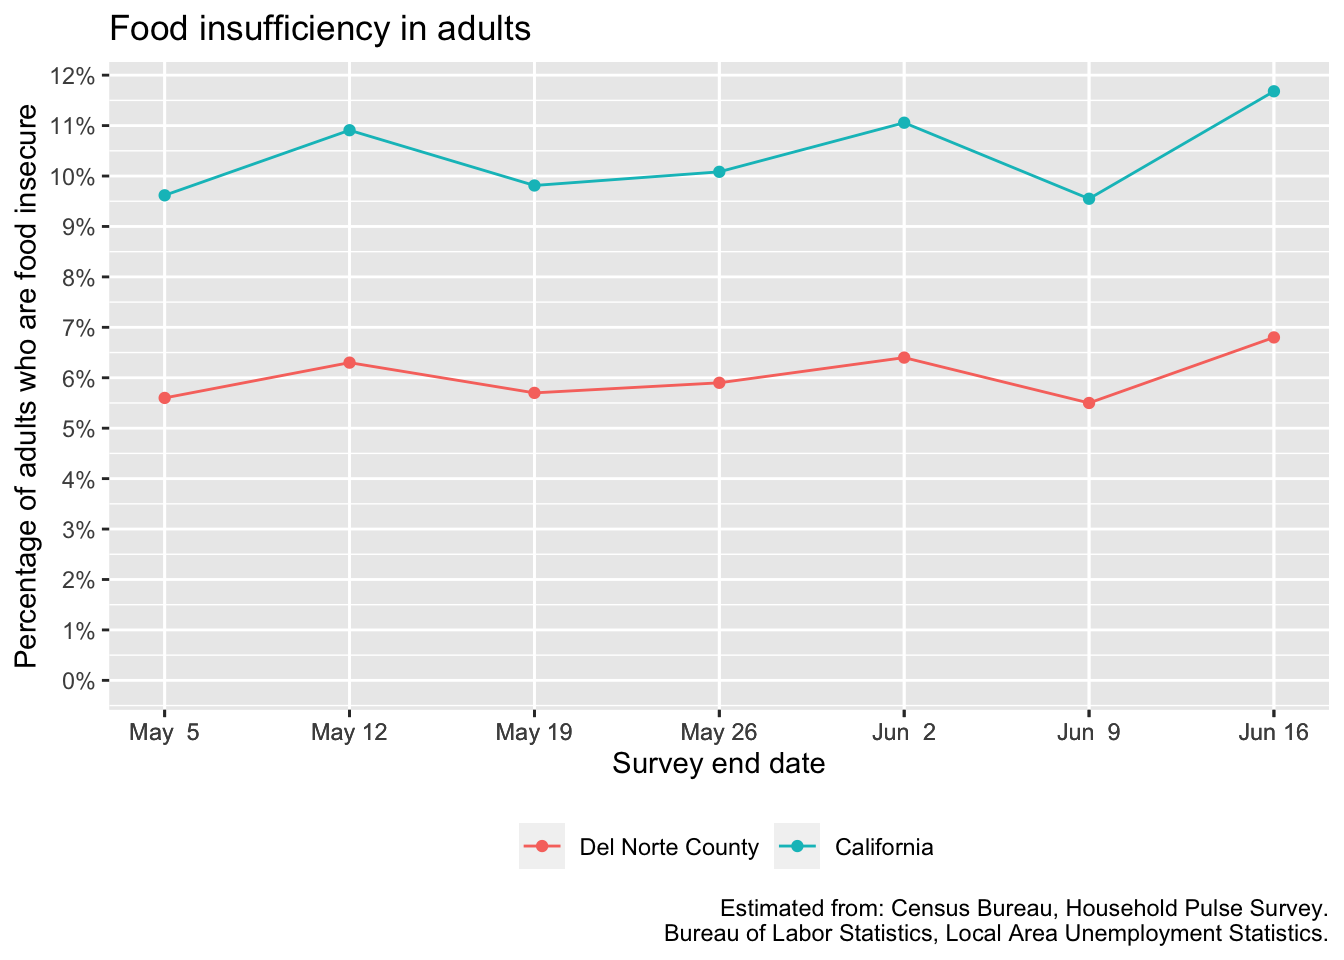 Food insufficiency in adults
Percentage of adults who are food insecure
12%
11%
10%
9%
8%
7%
6%
5%
4%
3%
2%
1%
0%
May  5 May 12 May 19 May 26 Jun  2 Jun  9 Jun 16
Survey end date
Del Norte County California
Estimated from: Census Bureau, Household Pulse Survey.
Bureau of Labor Statistics, Local Area Unemployment Statistics.